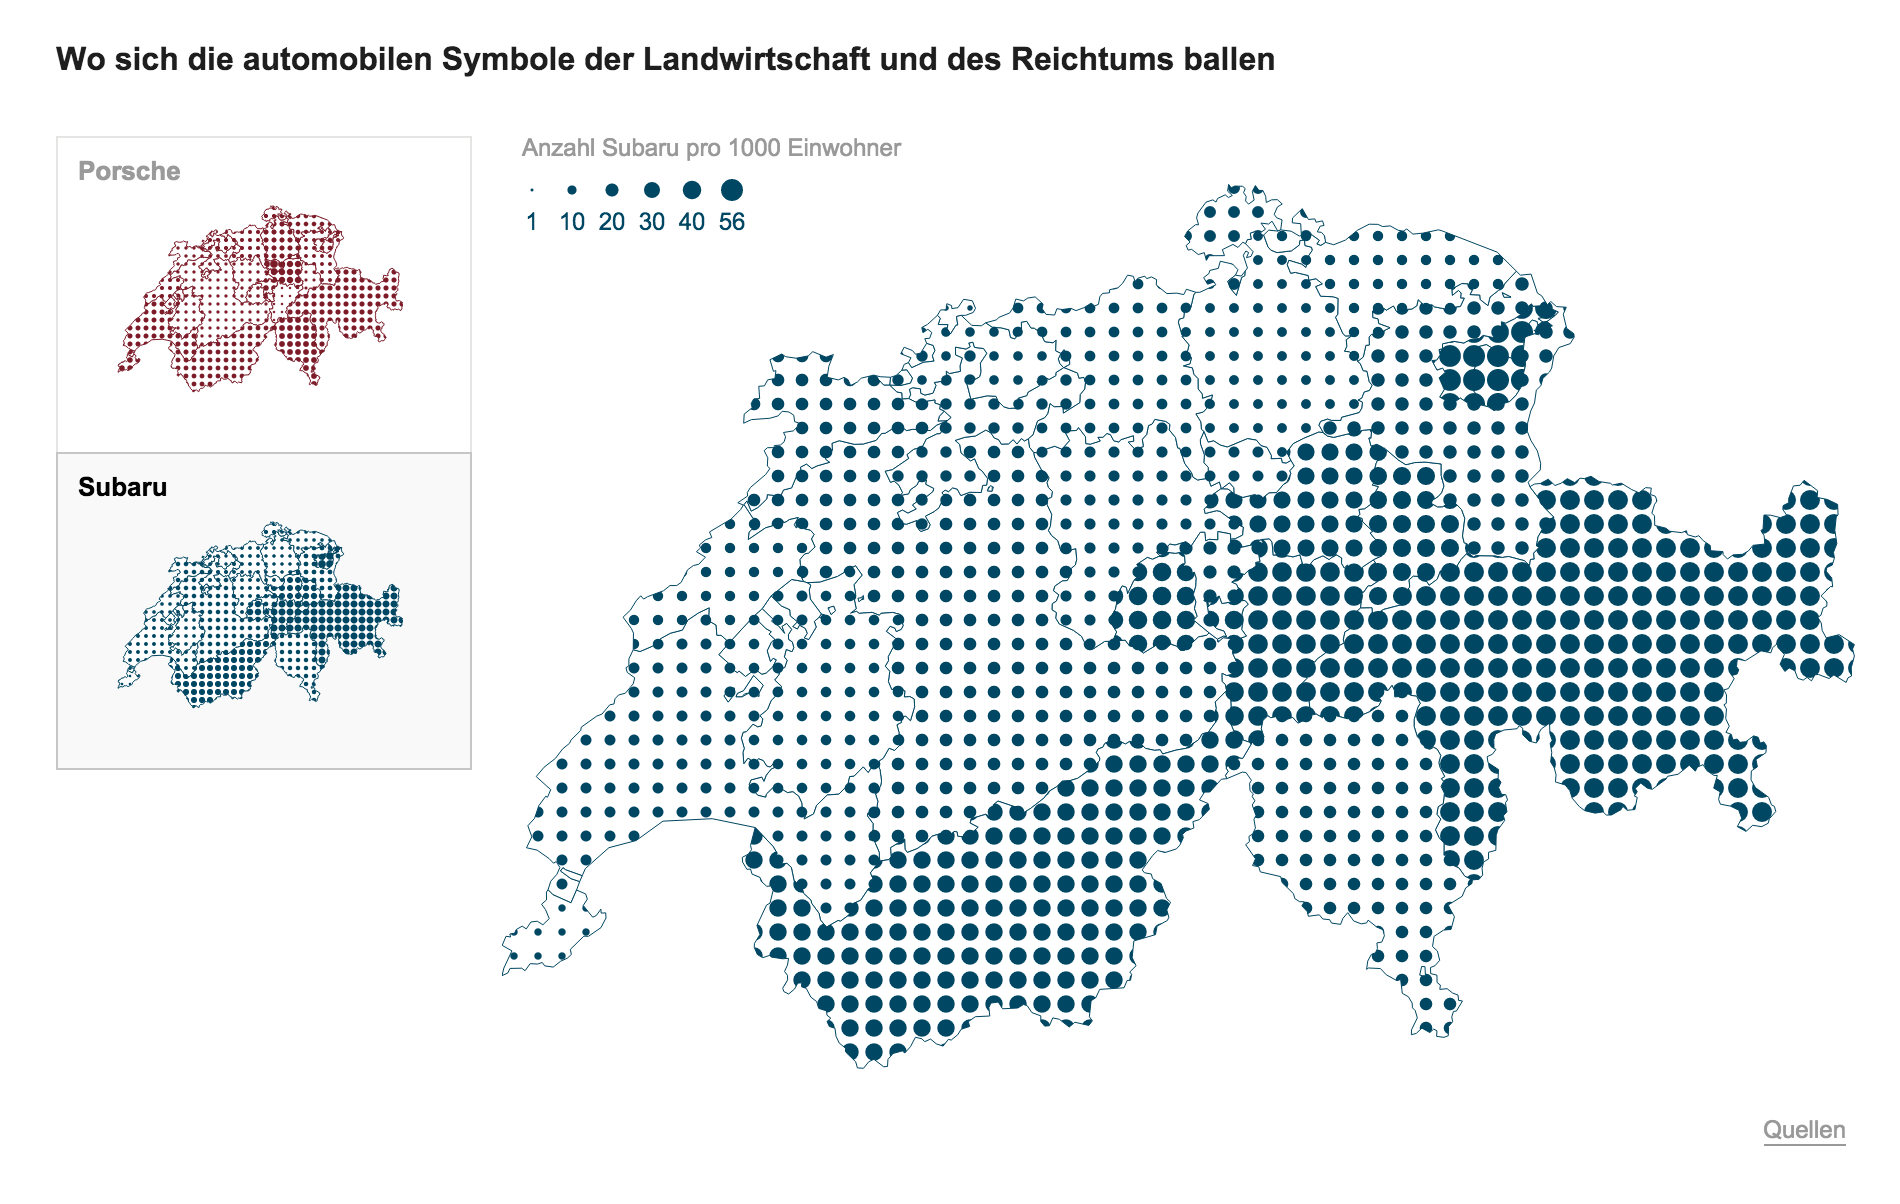 Wo sich die automobilen Symbole der Landwirtschaft und des Reichtums ballen
Porsche
Subaru
Anzahl Subaru pro 1000 Einwohner
1 10 20 30 40 56
Quellen